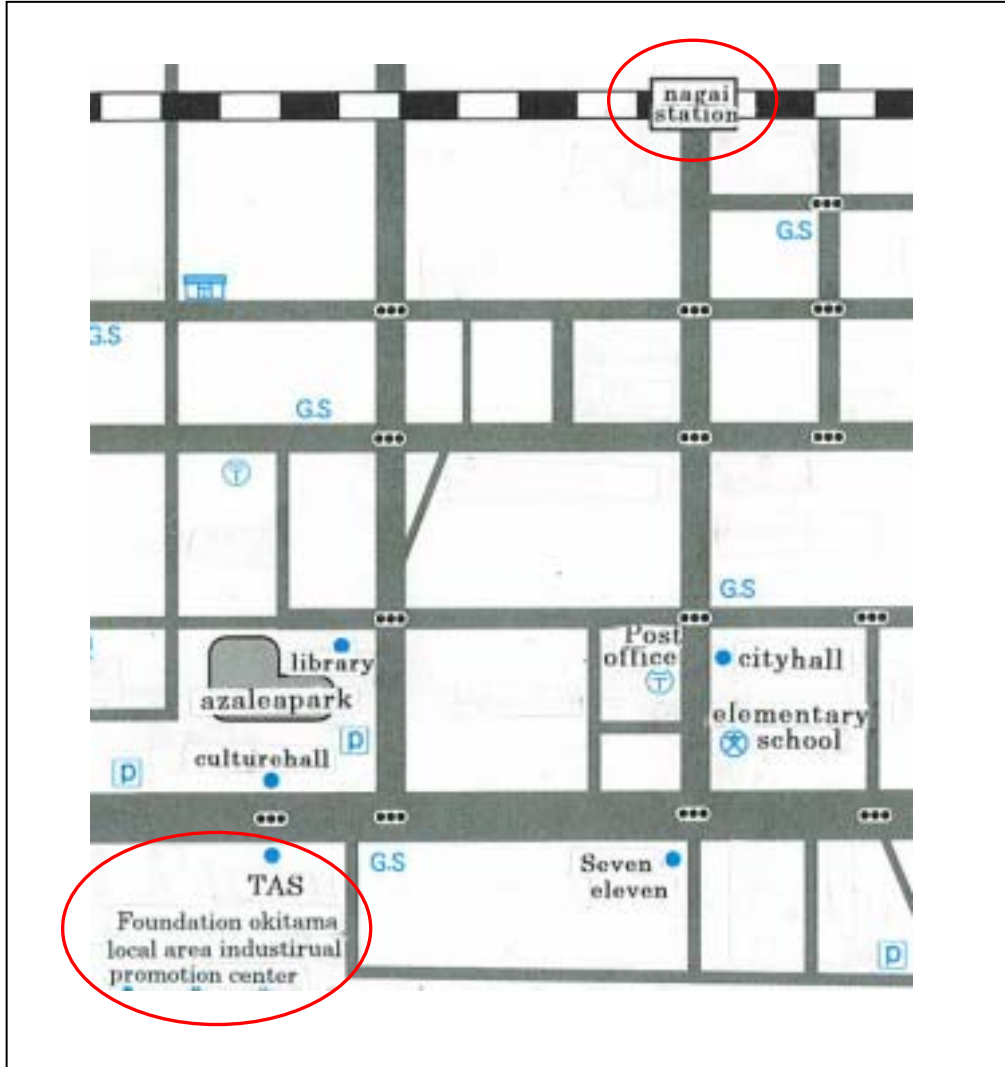 nagai
station
G.S
G.S
G.S
〒
G.S
Post
office
〒
cityhall
library
azaleapark
elementary
school
文
P
culturehall
P
TAS
G.S
Seven
eleven
Foundation okitama
local area industirual
promotion center
P